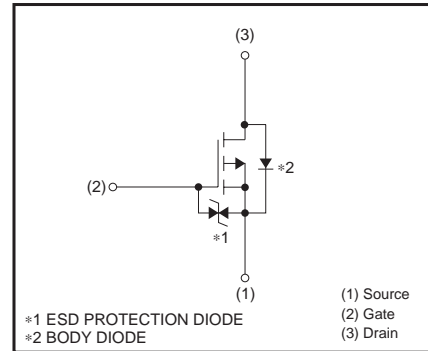 (3)
∗2
(2)
∗1
(1)
∗1 ESD PROTECTION DIODE
∗2 BODY DIODE
(1) Source
(2) Gate
(3) Drain